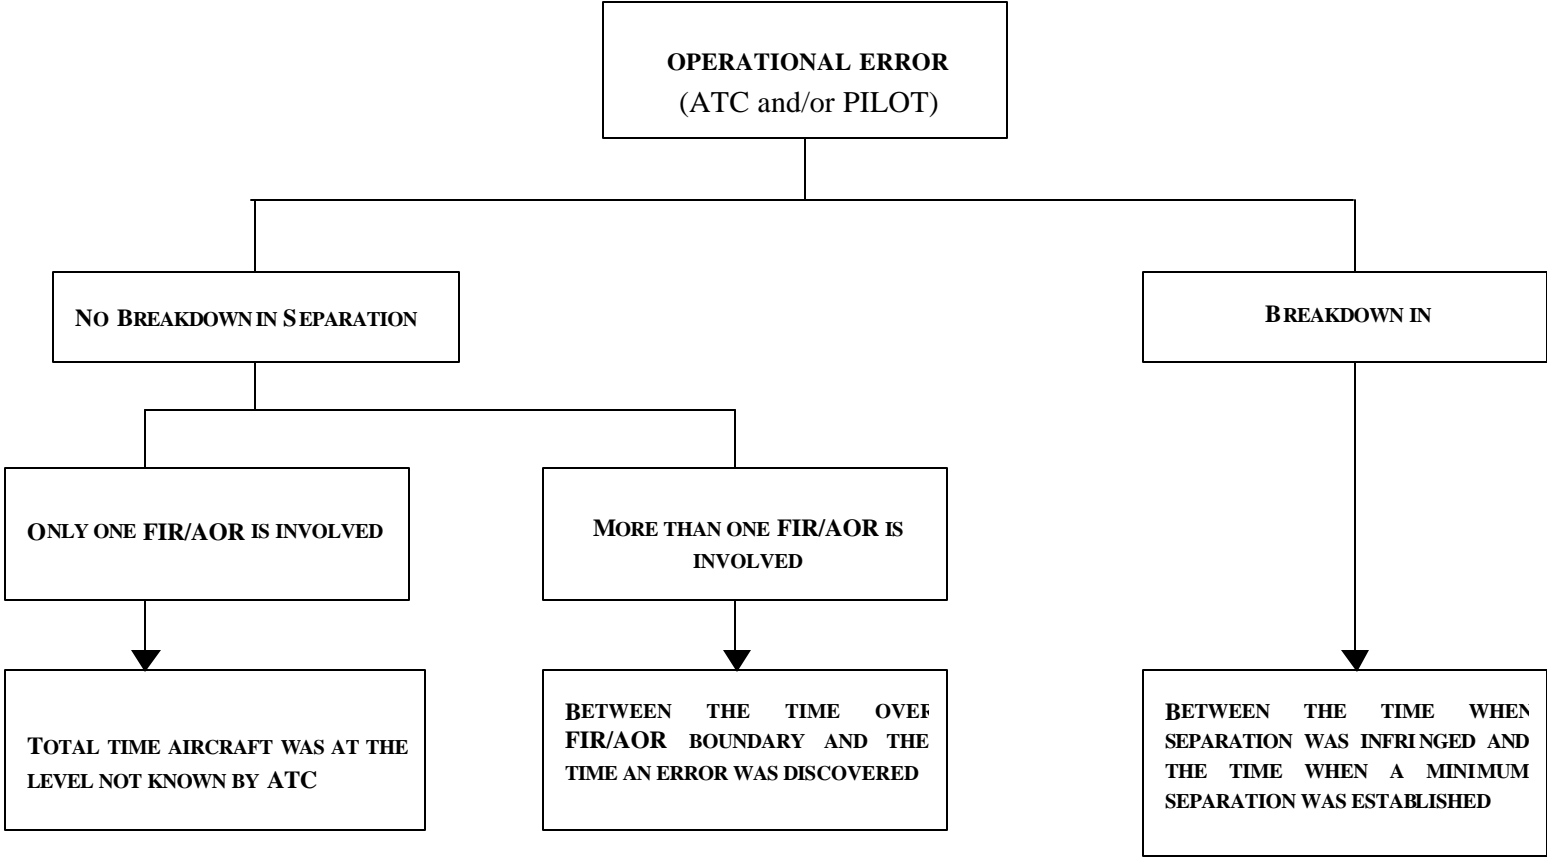 OPERATIONAL ERROR
(ATC and/or PILOT)
NO BREAKDOWN IN SEPARATION
BREAKDOWN IN
ONLY ONE FIR/AOR IS INVOLVED
MORE THAN ONE FIR/AOR IS
INVOLVED
TOTAL TIME AIRCRAFT WAS AT THE
LEVEL NOT KNOWN BY ATC
BETWEEN THE TIME OVER
FIR/AOR BOUNDARY AND THE
TIME AN ERROR WAS DISCOVERED
BETWEEN THE TIME WHEN
SEPARATION WAS INFRINGED AND
THE TIME WHEN A MINIMUM
SEPARATION WAS ESTABLISHED